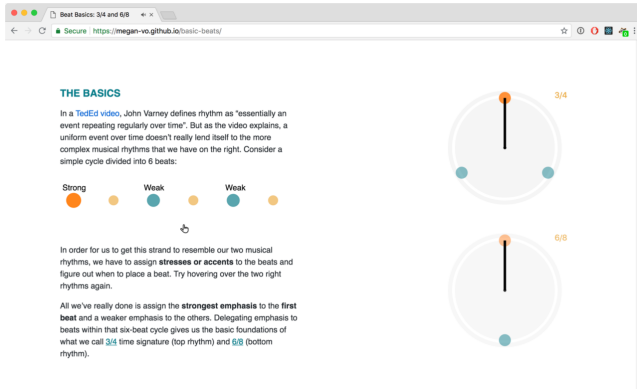 Beat Basics: 3/4 and 6/8
Secure | https://megan-vo.github.io/basic-beats/
THE BASICS
In a TedEd video, John Varney defines rhythm as “essentially an
event repeating regularly over time”. But as the video explains, a
uniform event over time doesn’t really lend itself to the more
complex musical rhythms that we have on the right. Consider a
simple cycle divided into 6 beats:
Strong Weak Weak
In order for us to get this strand to resemble our two musical
rhythms, we have to assign stresses or accents to the beats and
figure out when to place a beat. Try hovering over the two right
rhythms again.
All we’ve really done is assign the strongest emphasis to the first
beat and a weaker emphasis to the others. Delegating emphasis to
beats within that six-beat cycle gives us the basic foundations of
what we call 3/4 time signature (top rhythm) and 6/8 (bottom
rhythm).
3/4
6/8